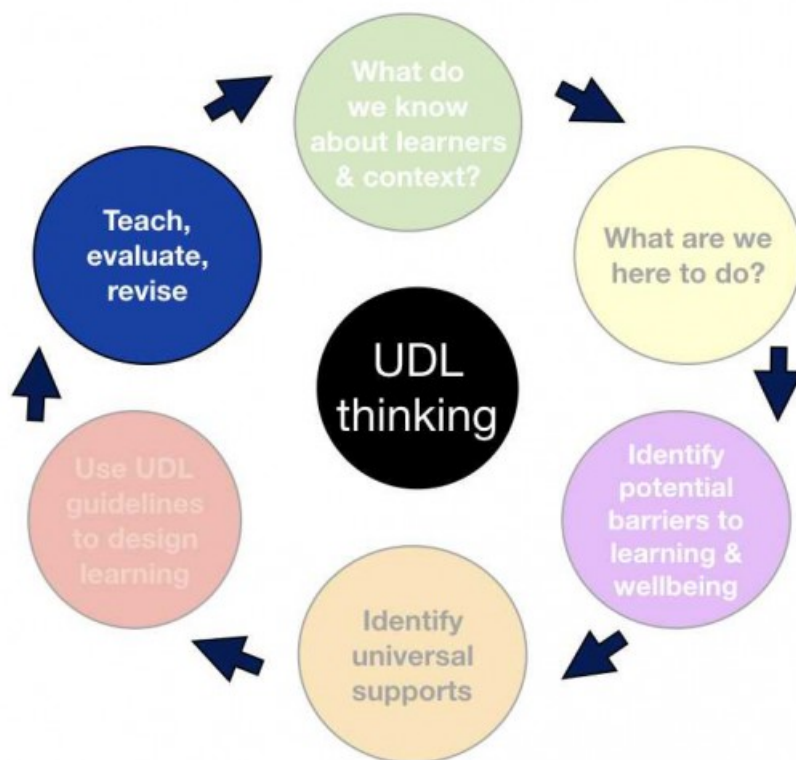 What do
we know
about learners
& context?
What are we
here to do?
Identify
potential
barriers to
learning &
wellbeing
Identify
universal
supports
Use UDL
guidelines
to design
learning
Teach,
evaluate,
revise
UDL
thinking